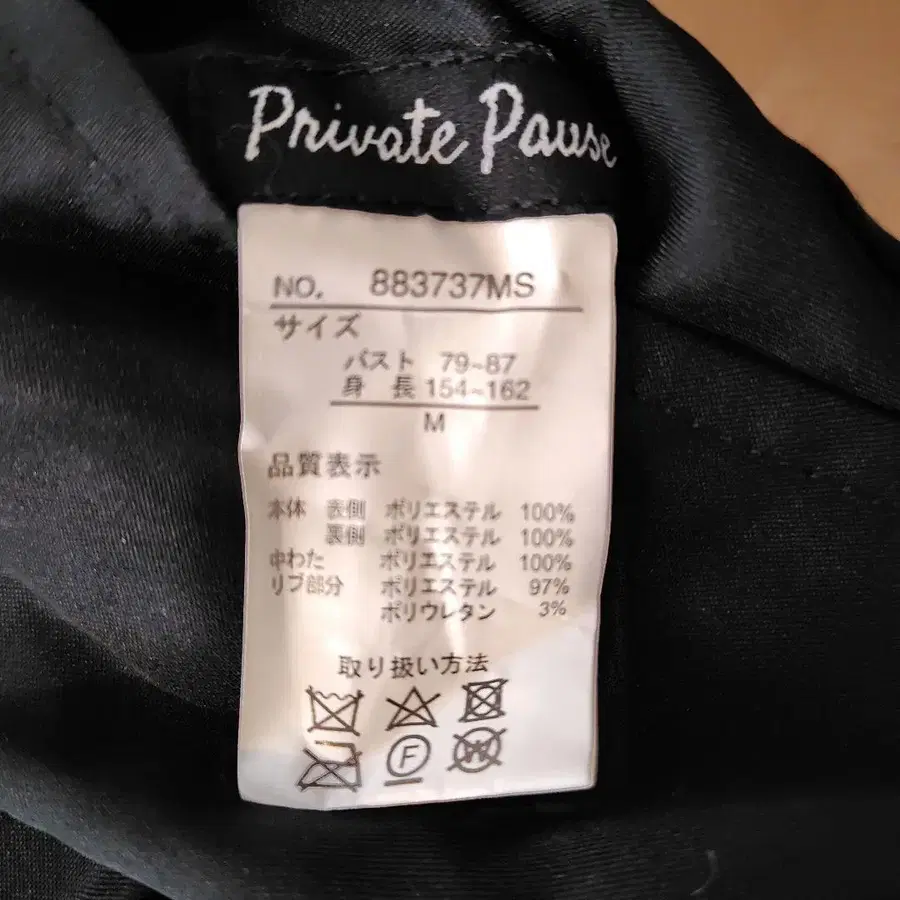 Private Pause
NO. 883737MS
サイズ
バスト 79~87
身 長 154~162
M
品質表示
本体 表側 ポリエステル 100%
裏側 ポリエステル 100%
中わた ポリエステル 100%
リブ部分 ポリエステル 97%
ポリウレタン 3%
取り扱い方法
F
W